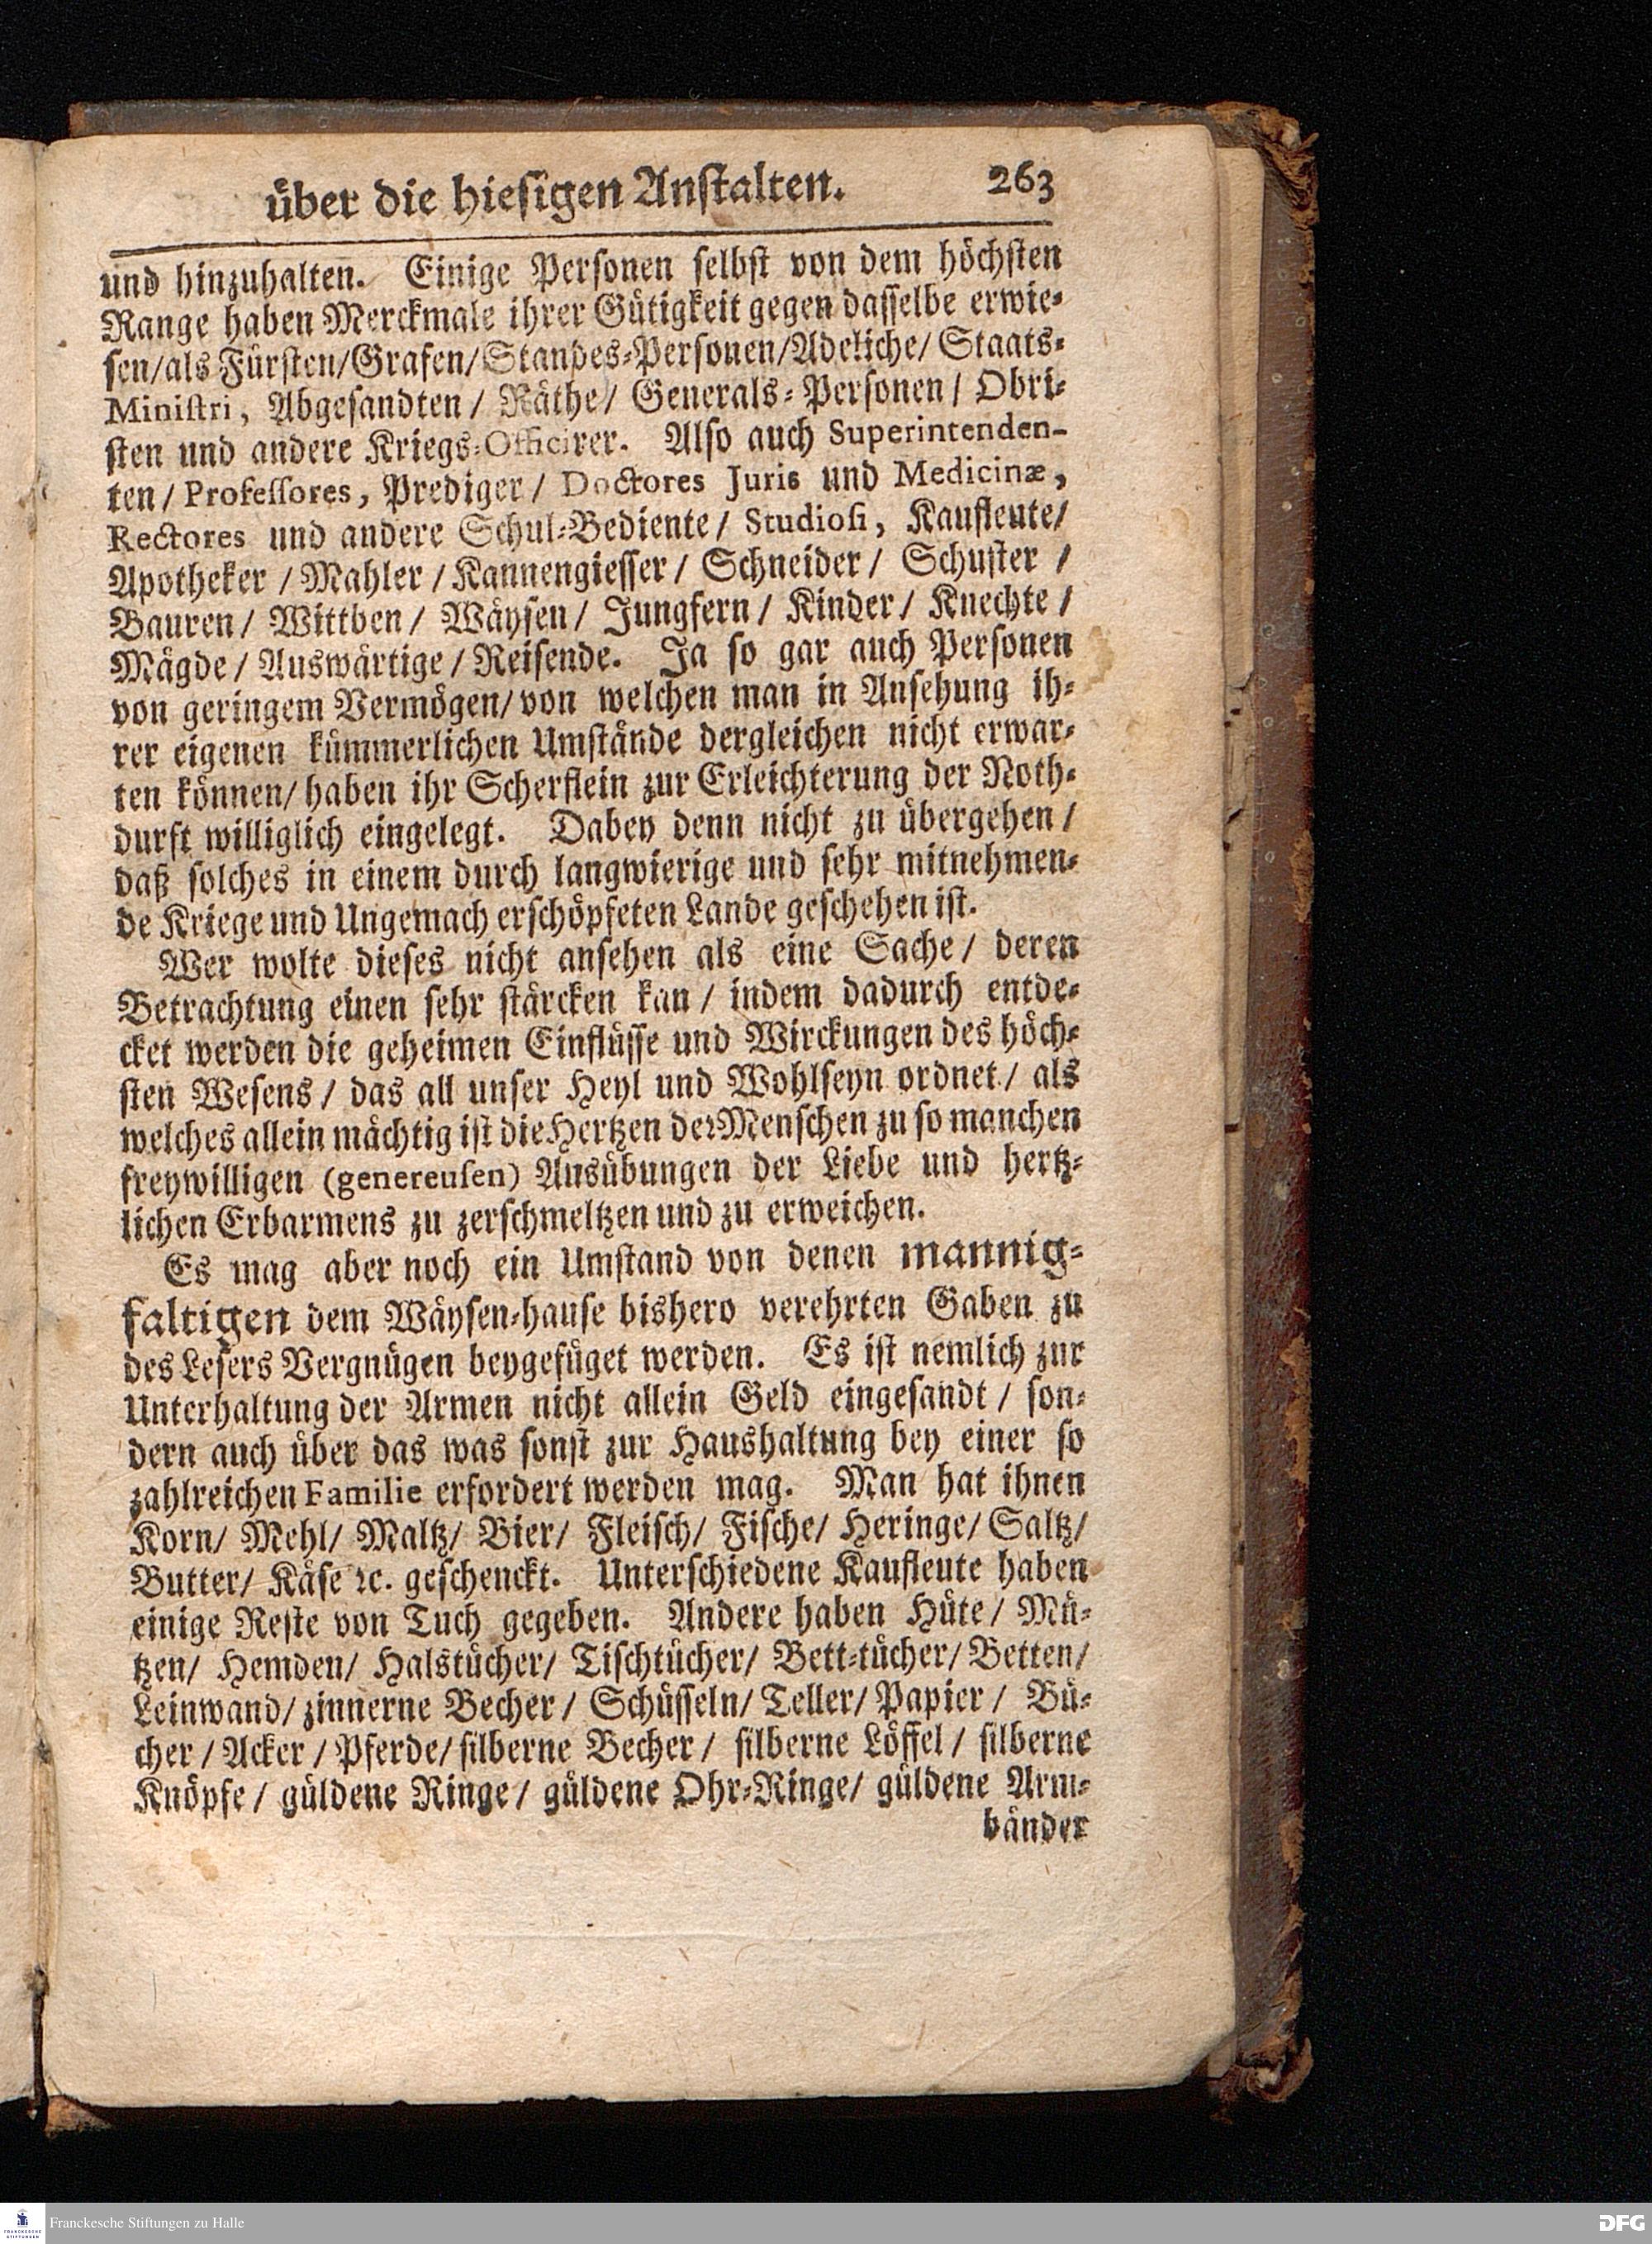 über die hiesigen Anstalten. 263
und hinzuhalten. Einige Personen selbst von dem höchsten
Range haben Merckmale ihrer Gütigkeit gegen dasselbe erwie-
sen/als Fürsten/Grafen/Standes-Personen/Adeliche/ Staats-
Ministri, Abgesandten/ Räthe/ Generals-Personen/ Obri-
sten und andere Kriegs-Officirer. Also auch Superintenden-
ten/ Professores, Prediger/ Doctores Juris und Medicinæ,
Rectores und andere Schul-Bediente/ Studiosi, Kaufleute/
Apotheker /Mahler /Kannengiesser/ Schneider/ Schuster /
Bauren/ Wittben/ Wäysen/ Jungfern/ Kinder/ Knechte /
Mägde/ Auswärtige/ Reisende. Ja so gar auch Personen
von geringem Vermögen/ von welchen man in Ansehung ih-
rer eigenen kümmerlichen Umstände dergleichen nicht erwar-
ten können/ haben ihr Scherflein zur Erleichterung der Noth-
durft williglich eingelegt. Dabey denn nicht zu übergehen/
daß solches in einem durch langwierige und sehr mitnehmen-
de Kriege und Ungemach erschöpfeten Lande geschehen ist.
Wer wolte dieses nicht ansehen als eine Sache/ deren
Betrachtung einen sehr stärcken kan / indem dadurch entde-
cket werden die geheimen Einflüsse und Wirckungen des höch-
sten Wesens/ das all unser Heyl und Wohlseyn ordnet/ als
welches allein mächtig ist die Hertzen der Menschen zu so manchen
freywilligen (genereusen) Ausübungen der Liebe und hertz-
lichen Erbarmens zu zerschmeltzen und zu erweichen.
Es mag aber noch ein Umstand von denen mannig-
faltigen dem Wäysen-hause bishero verehrten Gaben zu
des Lesers Vergnügen beygefüget werden. Es ist nemlich zur
Unterhaltung der Armen nicht allein Geld eingesandt / son-
dern auch über das was sonst zur Haushaltung bey einer so
zahlreichen Familie erfordert werden mag. Man hat ihnen
Korn/ Mehl/ Maltz/ Bier/ Fleisch/ Fische/ Heringe/ Saltz/
Butter/ Käse ꝛc. geschenckt. Unterschiedene Kaufleute haben
einige Reste von Tuch gegeben. Andere haben Hüte/ Mü-
tzen/ Hemden/ Halstücher/ Tischtücher/ Bett-tücher/ Betten/
Leinwand/ zinnerne Becher/ Schüsseln/ Teller/ Papier/ Bü-
cher/ Acker/ Pferde/ silberne Becher/ silberne Löffel/ silberne
Knöpfe/ güldene Ringe/ güldene Ohr-Ringe/ güldene Arm-
bänder
FRANCKESCHE STIFTUNGEN
Franckesche Stiftungen zu Halle
DFG